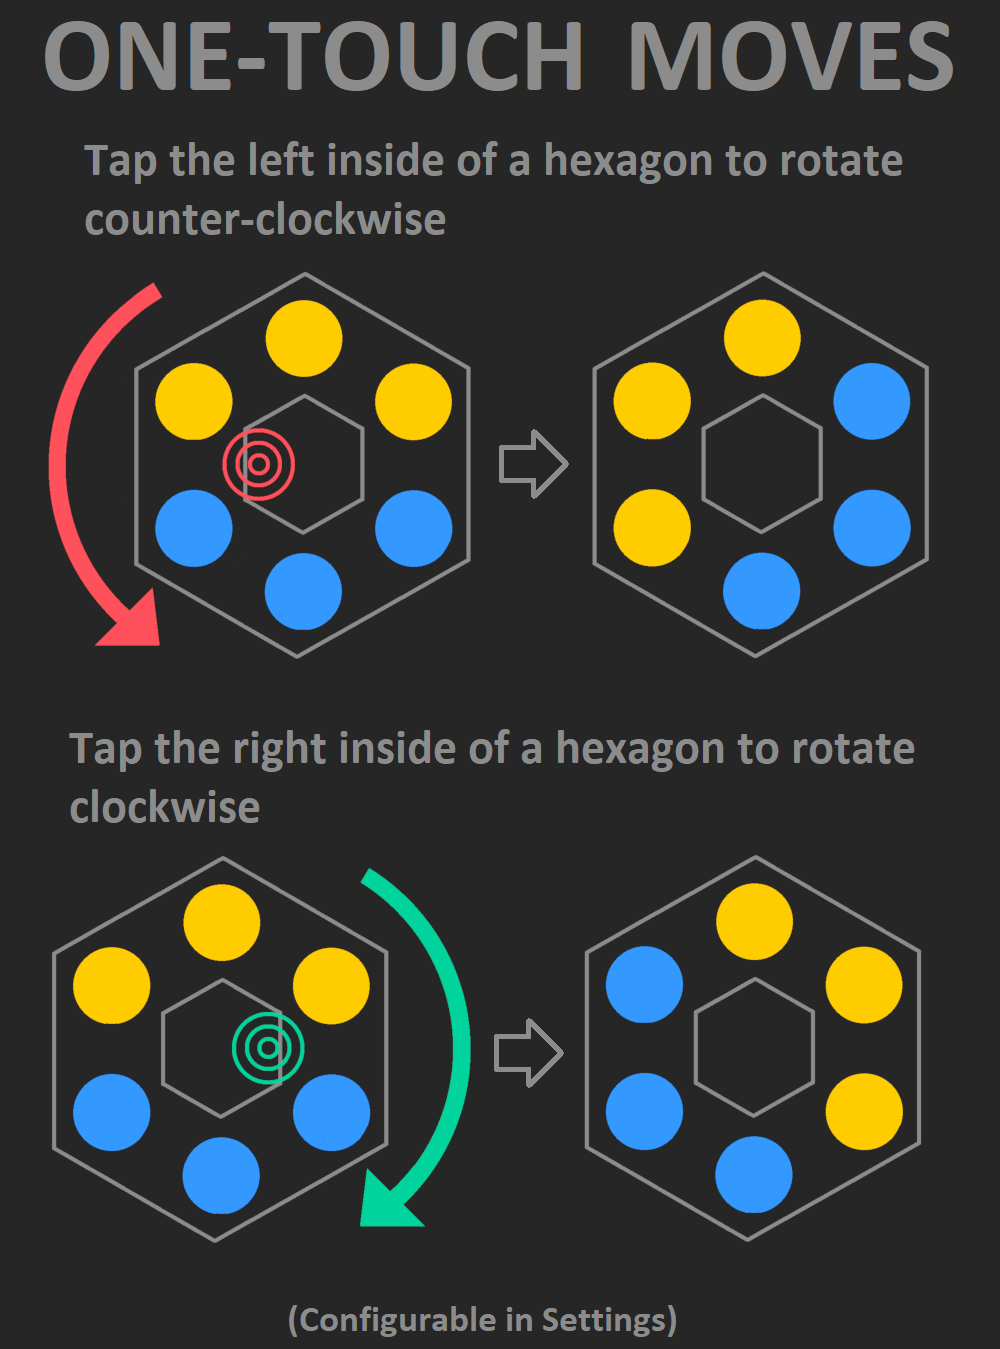 ONE-TOUCH MOVES
Tap the left inside of a hexagon to rotate
counter-clockwise
Tap the right inside of a hexagon to rotate
clockwise
(Configurable in Settings)